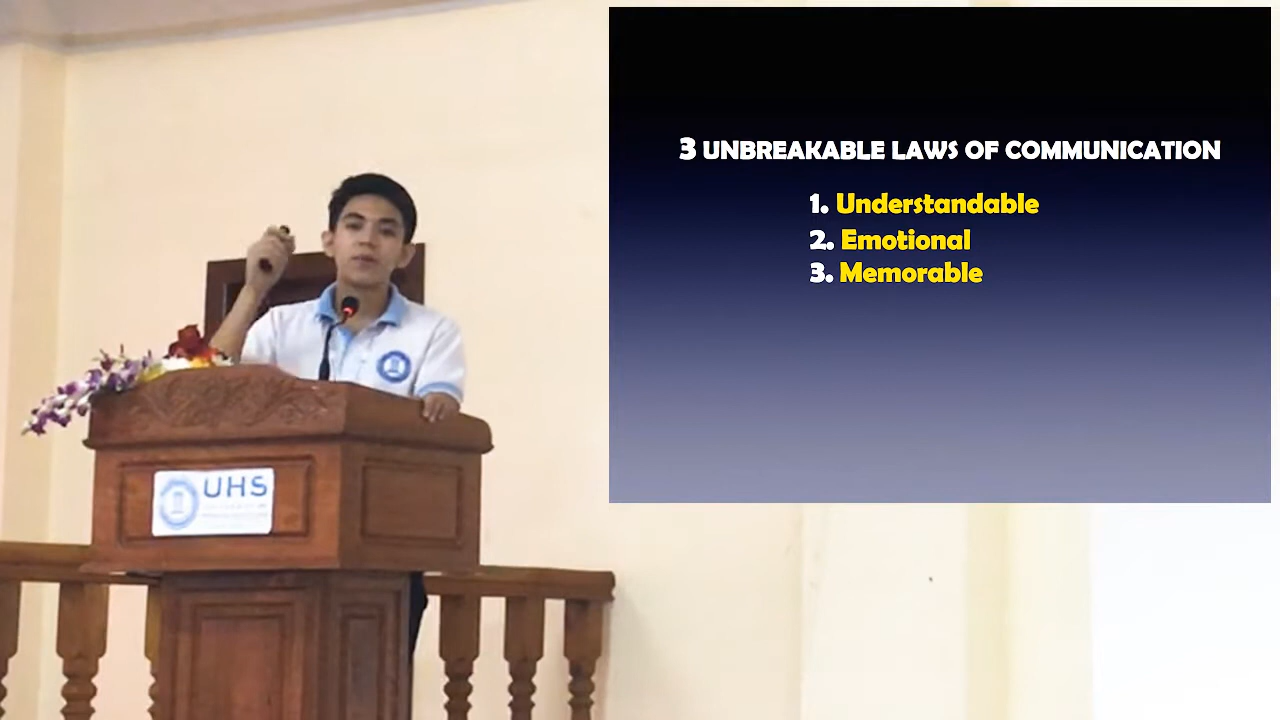 3 UNBREAKABLE LAWS OF COMMUNICATION
1. Understandable
2. Emotional
3. Memorable
UHS